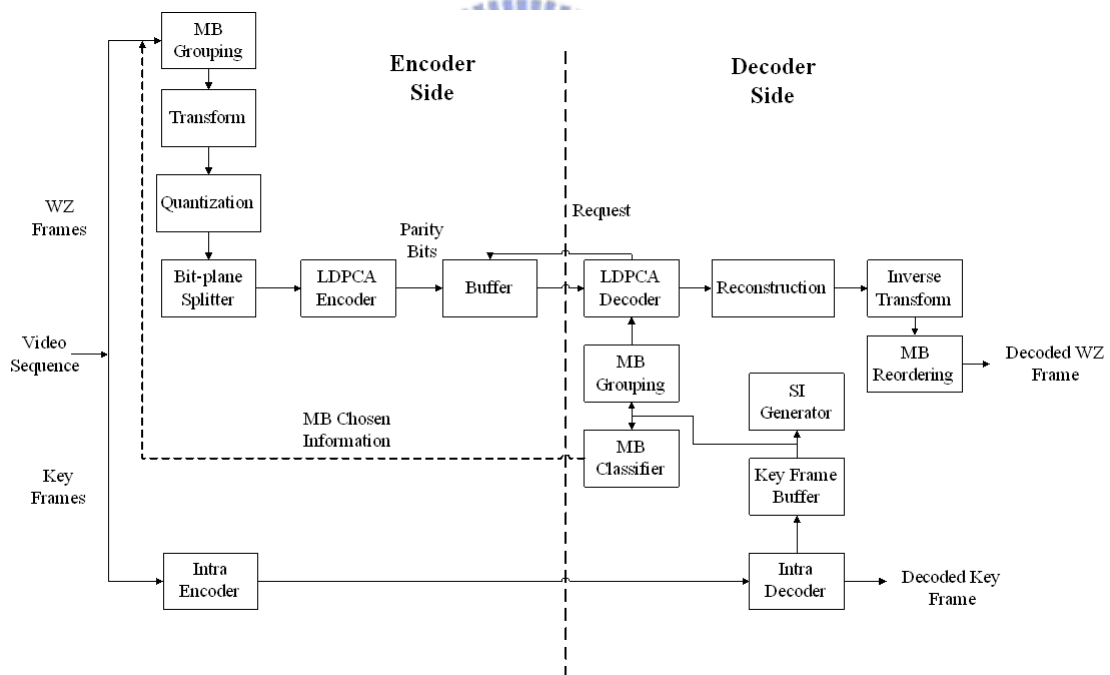 MB
Grouping
Encoder
Side
Decoder
Side
Transform
WZ
Frames
Quantization
Parity
Bits
Request
Bit-plane
Splitter
LDPCA
Encoder
Buffer
LDPCA
Decoder
Reconstruction
Inverse
Transform
Video
Sequence
MB
Grouping
MB
Reordering
Decoded WZ
Frame
SI
Generator
MB Chosen
Information
MB
Classifier
Key
Frames
Key Frame
Buffer
Intra
Encoder
Intra
Decoder
Decoded Key
Frame